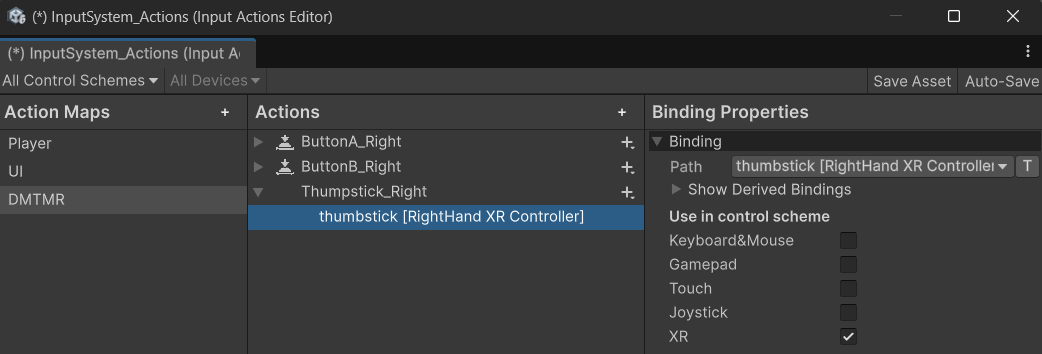 (*) InputSystem_Actions (Input Actions Editor)
(*) InputSystem_Actions (Input A
All Control Schemes All Devices Save Asset Auto-Save
Action Maps + Actions + Binding Properties
Player ButtonA_Right Binding
UI ButtonB_Right Path thumbstick [RightHand XR Controller T
DMTMR Thumpstick_Right Show Derived Bindings
thumbstick [RightHand XR Controller] Use in control scheme
Keyboard&Mouse
Gamepad
Touch
Joystick
XR